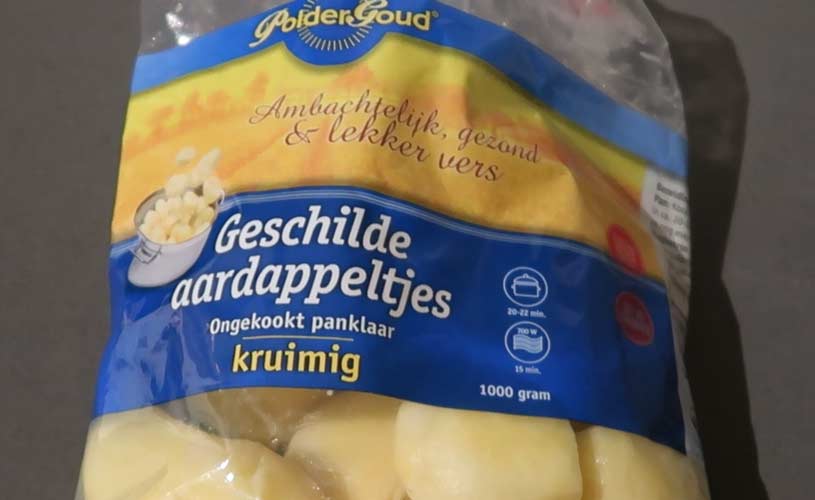 PolderGoud
Ambachtelijk, gezond
& lekker vers
Geschilde
aardappeltjes
Ongekookt panklaar
kruimig
20-22 min.
700 W
15 min.
1000 gram